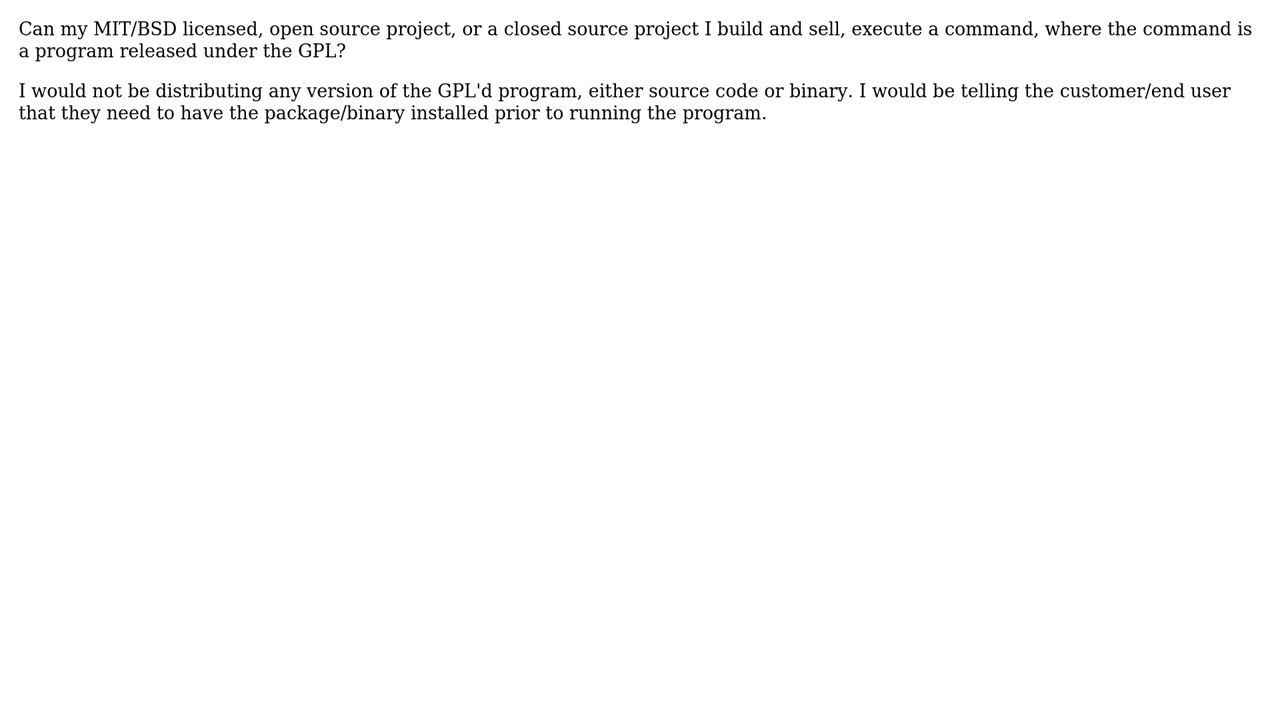 Can my MIT/BSD licensed, open source project, or a closed source project I build and sell, execute a command, where the command is
a program released under the GPL?
I would not be distributing any version of the GPL'd program, either source code or binary. I would be telling the customer/end user
that they need to have the package/binary installed prior to running the program.